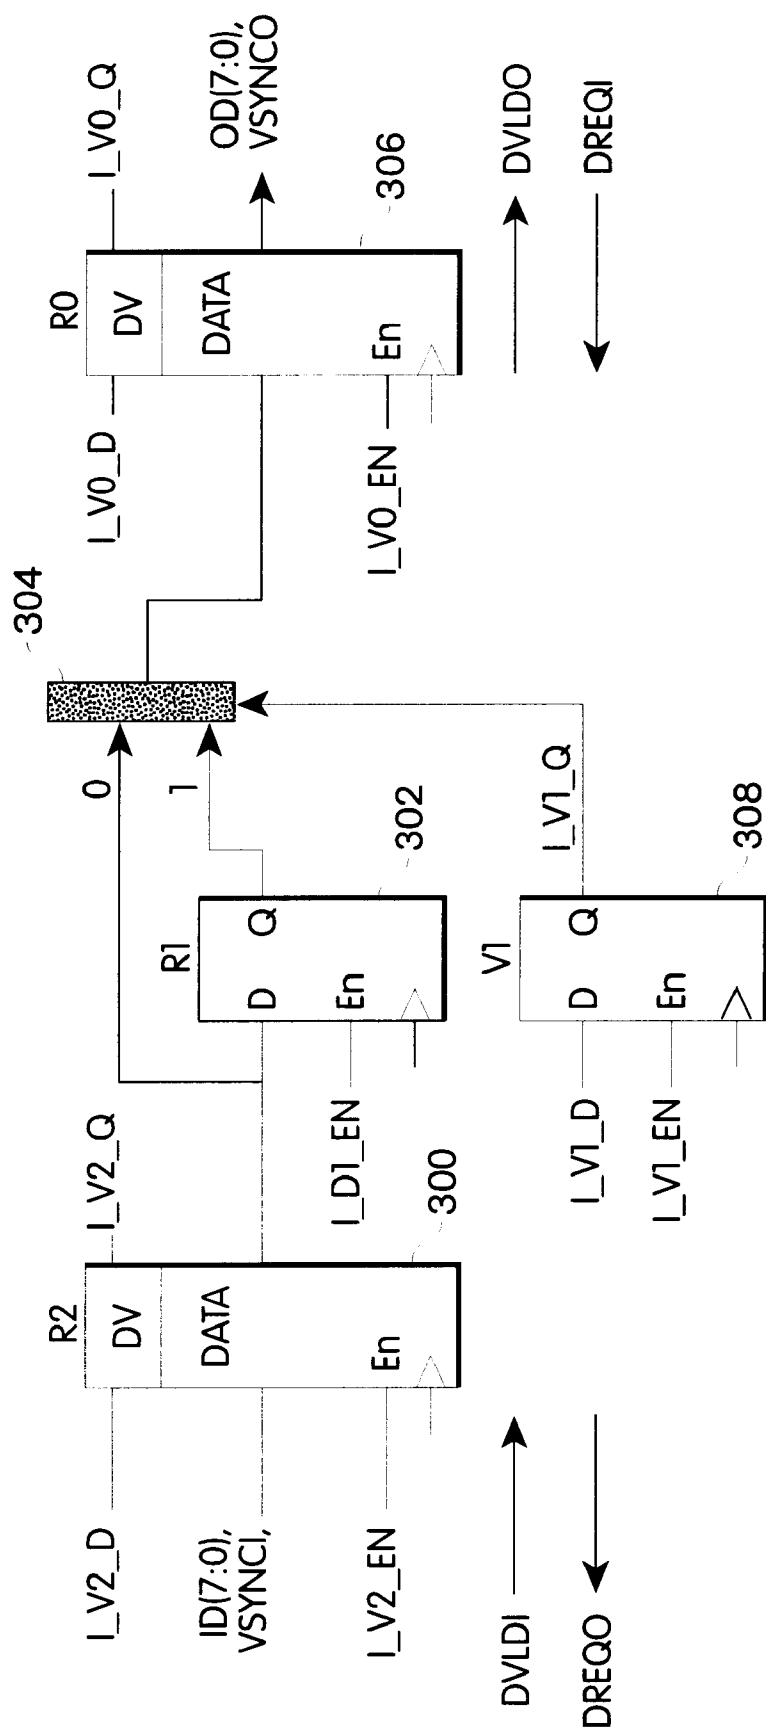 I_V2_D
ID(7:0),
VSYNCI,
I_V2_EN
R2
DV
DATA
En
I_V2_Q
300
R1
D
Q
En
I_D1_EN
302
0
1
304
V1
D
Q
En
I_V1_D
I_V1_EN
I_V1_Q
308
R0
DV
DATA
En
I_V0_D
I_V0_EN
I_V0_Q
OD(7:0),
VSYNCO
306
DVLDI
DREQO
DVLDO
DREQI